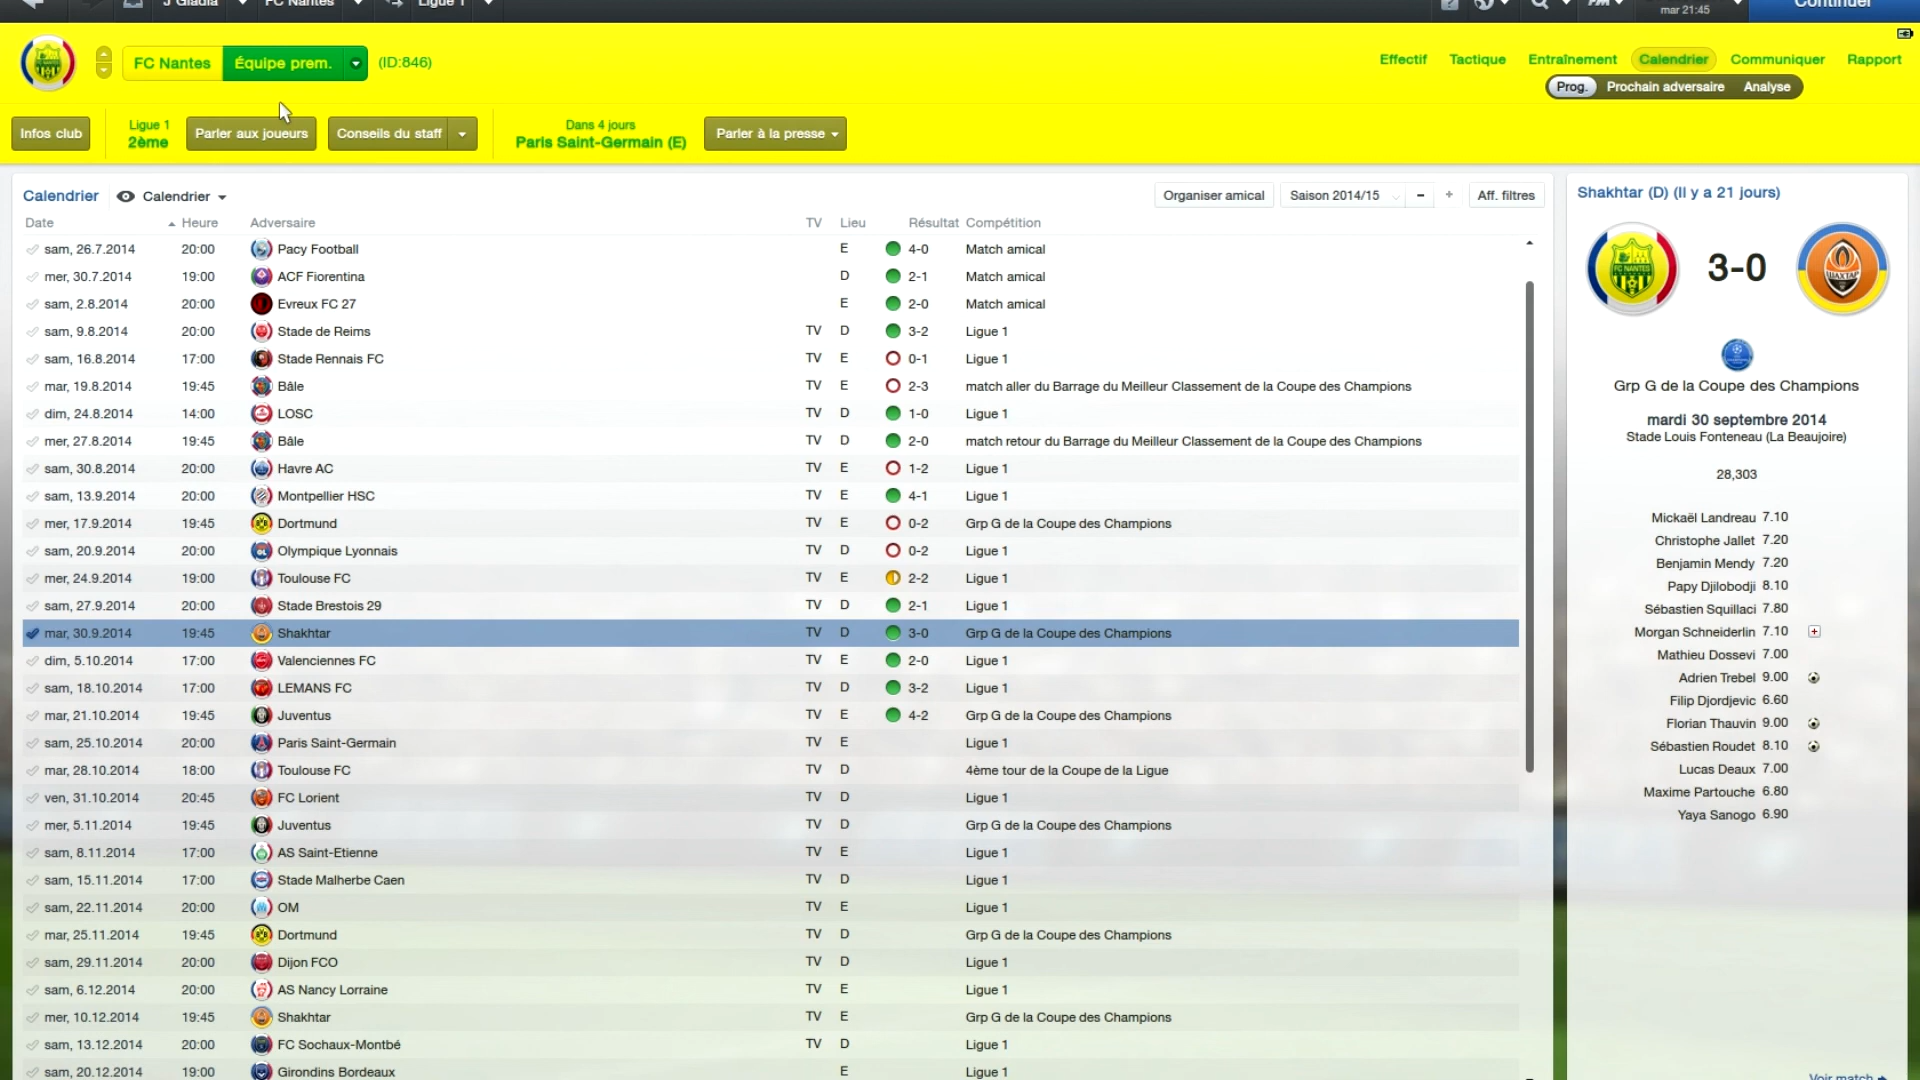 J Gladia FC Nantes Ligue 1 FM mar 21:45 Continuer
FC Nantes Équipe prem. (ID:846)
Effectif Tactique Entraînement Calendrier Communiquer Rapport
Prog. Prochain adversaire Analyse
Infos club Ligue 1 2ème Parler aux joueurs Conseils du staff Dans 4 jours Paris Saint-Germain (E) Parler à la presse
Calendrier Calendrier Organiser amical Saison 2014/15 - + Aff. filtres
Date Heure Adversaire TV Lieu Résultat Compétition
sam, 26.7.2014 20:00 Pacy Football E 4-0 Match amical
mer, 30.7.2014 19:00 ACF Fiorentina D 2-1 Match amical
sam, 2.8.2014 20:00 Evreux FC 27 E 2-0 Match amical
sam, 9.8.2014 20:00 Stade de Reims TV D 3-2 Ligue 1
sam, 16.8.2014 17:00 Stade Rennais FC TV E 0-1 Ligue 1
mar, 19.8.2014 19:45 Bâle TV E 2-3 match aller du Barrage du Meilleur Classement de la Coupe des Champions
dim, 24.8.2014 14:00 LOSC TV D 1-0 Ligue 1
mer, 27.8.2014 19:45 Bâle TV D 2-0 match retour du Barrage du Meilleur Classement de la Coupe des Champions
sam, 30.8.2014 20:00 Havre AC TV E 1-2 Ligue 1
sam, 13.9.2014 20:00 Montpellier HSC TV E 4-1 Ligue 1
mer, 17.9.2014 19:45 Dortmund TV E 0-2 Grp G de la Coupe des Champions
sam, 20.9.2014 20:00 Olympique Lyonnais TV D 0-2 Ligue 1
mer, 24.9.2014 19:00 Toulouse FC TV E 2-2 Ligue 1
sam, 27.9.2014 20:00 Stade Brestois 29 TV D 2-1 Ligue 1
mar, 30.9.2014 19:45 Shakhtar TV D 3-0 Grp G de la Coupe des Champions
dim, 5.10.2014 17:00 Valenciennes FC TV E 2-0 Ligue 1
sam, 18.10.2014 17:00 LEMANS FC TV D 3-2 Ligue 1
mar, 21.10.2014 19:45 Juventus TV E 4-2 Grp G de la Coupe des Champions
sam, 25.10.2014 20:00 Paris Saint-Germain TV E Ligue 1
mar, 28.10.2014 18:00 Toulouse FC TV D 4ème tour de la Coupe de la Ligue
ven, 31.10.2014 20:45 FC Lorient TV D Ligue 1
mer, 5.11.2014 19:45 Juventus TV D Grp G de la Coupe des Champions
sam, 8.11.2014 17:00 AS Saint-Etienne TV E Ligue 1
sam, 15.11.2014 17:00 Stade Malherbe Caen TV D Ligue 1
sam, 22.11.2014 20:00 OM TV E Ligue 1
mar, 25.11.2014 19:45 Dortmund TV D Grp G de la Coupe des Champions
sam, 29.11.2014 20:00 Dijon FCO TV D Ligue 1
sam, 6.12.2014 20:00 AS Nancy Lorraine TV E Ligue 1
mer, 10.12.2014 19:45 Shakhtar TV E Grp G de la Coupe des Champions
sam, 13.12.2014 20:00 FC Sochaux-Montbé TV D Ligue 1
sam, 20.12.2014 19:00 Girondins Bordeaux E Ligue 1
Shakhtar (D) (Il y a 21 jours)
FC NANTES 3-0 ШАХТАР
Grp G de la Coupe des Champions
mardi 30 septembre 2014
Stade Louis Fonteneau (La Beaujoire)
28,303
Mickaël Landreau 7.10
Christophe Jallet 7.20
Benjamin Mendy 7.20
Papy Djilobodji 8.10
Sébastien Squillaci 7.80
Morgan Schneiderlin 7.10
Mathieu Dossevi 7.00
Adrien Trebel 9.00
Filip Djordjevic 6.60
Florian Thauvin 9.00
Sébastien Roudet 8.10
Lucas Deaux 7.00
Maxime Partouche 6.80
Yaya Sanogo 6.90
Voir match